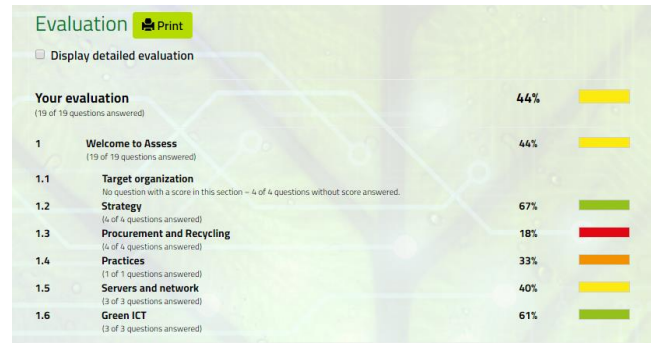 Evaluation Print
Display detailed evaluation
Your evaluation 44%
(19 of 19 questions answered)
1 Welcome to Assess 44%
(19 of 19 questions answered)
1.1 Target organization
No question with a score in this section – 4 of 4 questions without score answered.
1.2 Strategy 67%
(4 of 4 questions answered)
1.3 Procurement and Recycling 18%
(4 of 4 questions answered)
1.4 Practices 33%
(1 of 1 questions answered)
1.5 Servers and network 40%
(3 of 3 questions answered)
1.6 Green ICT 61%
(3 of 3 questions answered)